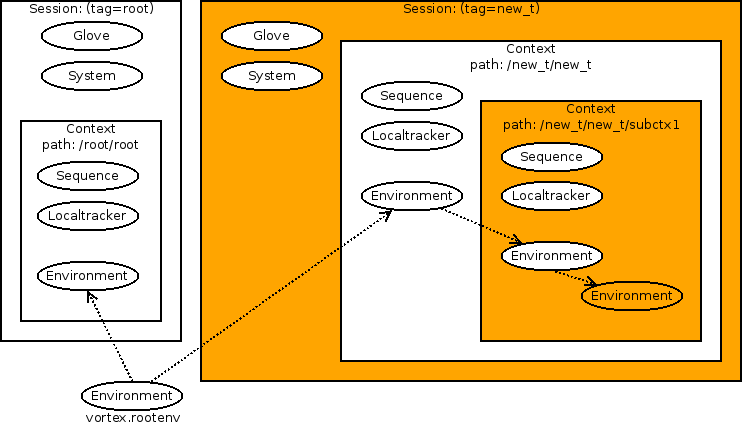 Session: (tag=root)
Glove
System
Context
path: /root/root
Sequence
Localtracker
Environment
Session: (tag=new_t)
Glove
System
Context
path: /new_t/new_t
Sequence
Localtracker
Environment
Context
path: /new_t/new_t/subctx1
Sequence
Localtracker
Environment
Environment
Environment
vortex.rootenv